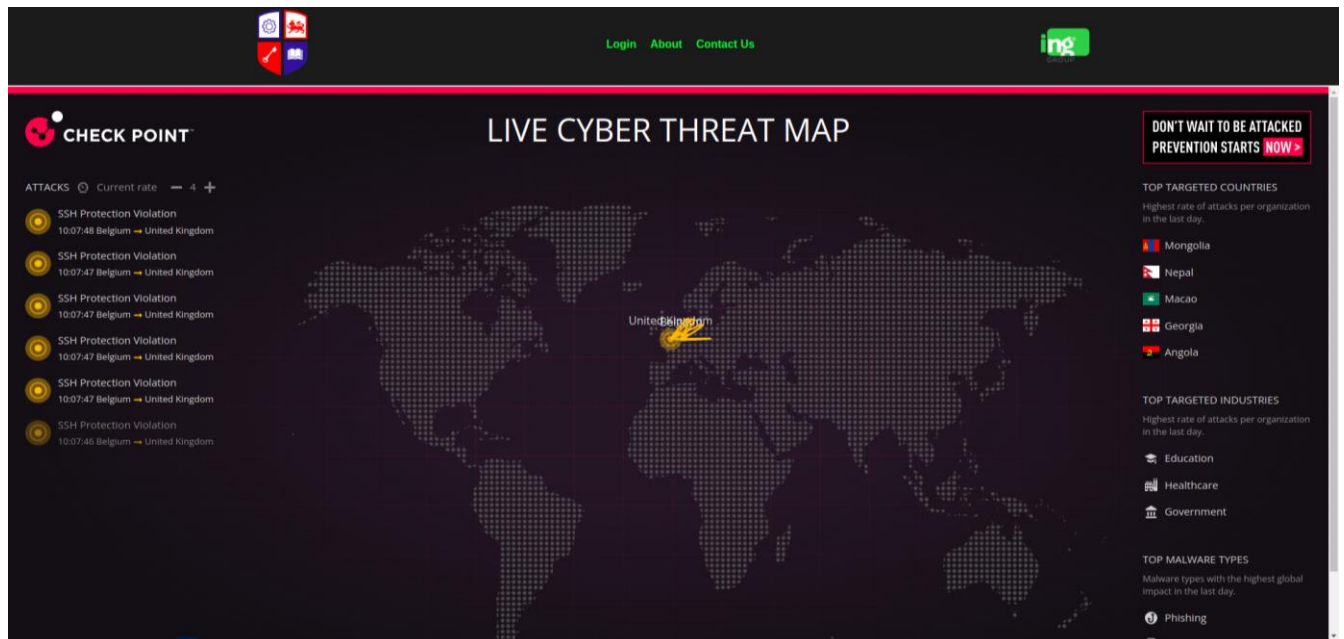 Login About Contact Us
ing
GROUP
CHECK POINT
LIVE CYBER THREAT MAP
DON'T WAIT TO BE ATTACKED
PREVENTION STARTS NOW >
ATTACKS Current rate — 4 +
SSH Protection Violation
10:07:48 Belgium → United Kingdom
SSH Protection Violation
10:07:47 Belgium → United Kingdom
SSH Protection Violation
10:07:47 Belgium → United Kingdom
SSH Protection Violation
10:07:47 Belgium → United Kingdom
SSH Protection Violation
10:07:47 Belgium → United Kingdom
SSH Protection Violation
10:07:46 Belgium → United Kingdom
United Kingdom
Belgium
TOP TARGETED COUNTRIES
Highest rate of attacks per organization
in the last day.
Mongolia
Nepal
Macao
Georgia
Angola
TOP TARGETED INDUSTRIES
Highest rate of attacks per organization
in the last day.
Education
Healthcare
Government
TOP MALWARE TYPES
Malware types with the highest global
impact in the last day.
Phishing